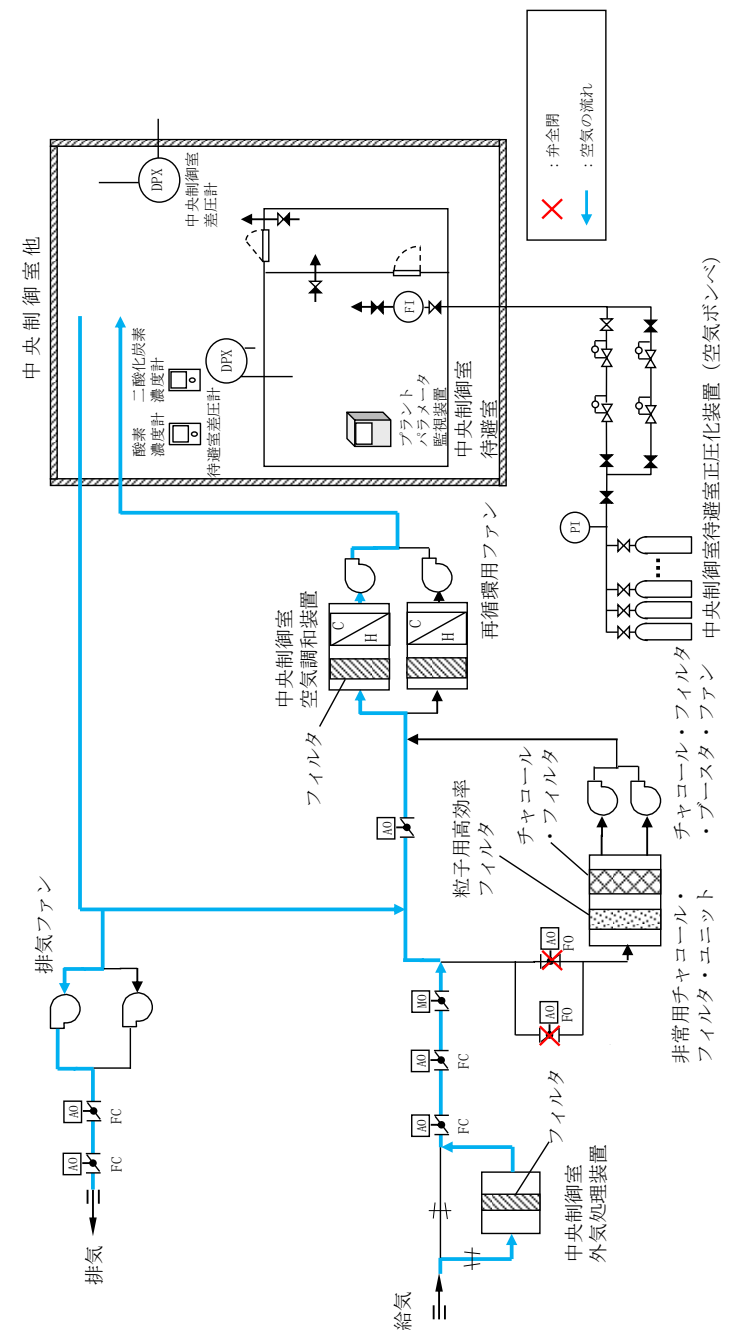 中央制御室他
DPX
中央制御室
差圧計
二酸化炭素
濃度計
酸素
濃度計
DPX
待避室差圧計
FI
プラント
パラメータ
監視装置
中央制御室
待避室
：弁全閉
：空気の流れ
PI
中央制御室待避室正圧化装置（空気ボンベ）
中央制御室
空気調和装置
C
H
C
H
再循環用ファン
フィルタ
AO
排気ファン
AO
FC
AO
FC
排気
粒子用高効率
フィルタ
チャコール
・フィルタ
チャコール・フィルタ
・ブースタ・ファン
非常用チャコール・
フィルタ・ユニット
AO
FO
AO
FO
MO
AO
FC
AO
FC
フィルタ
中央制御室
外気処理装置
給気